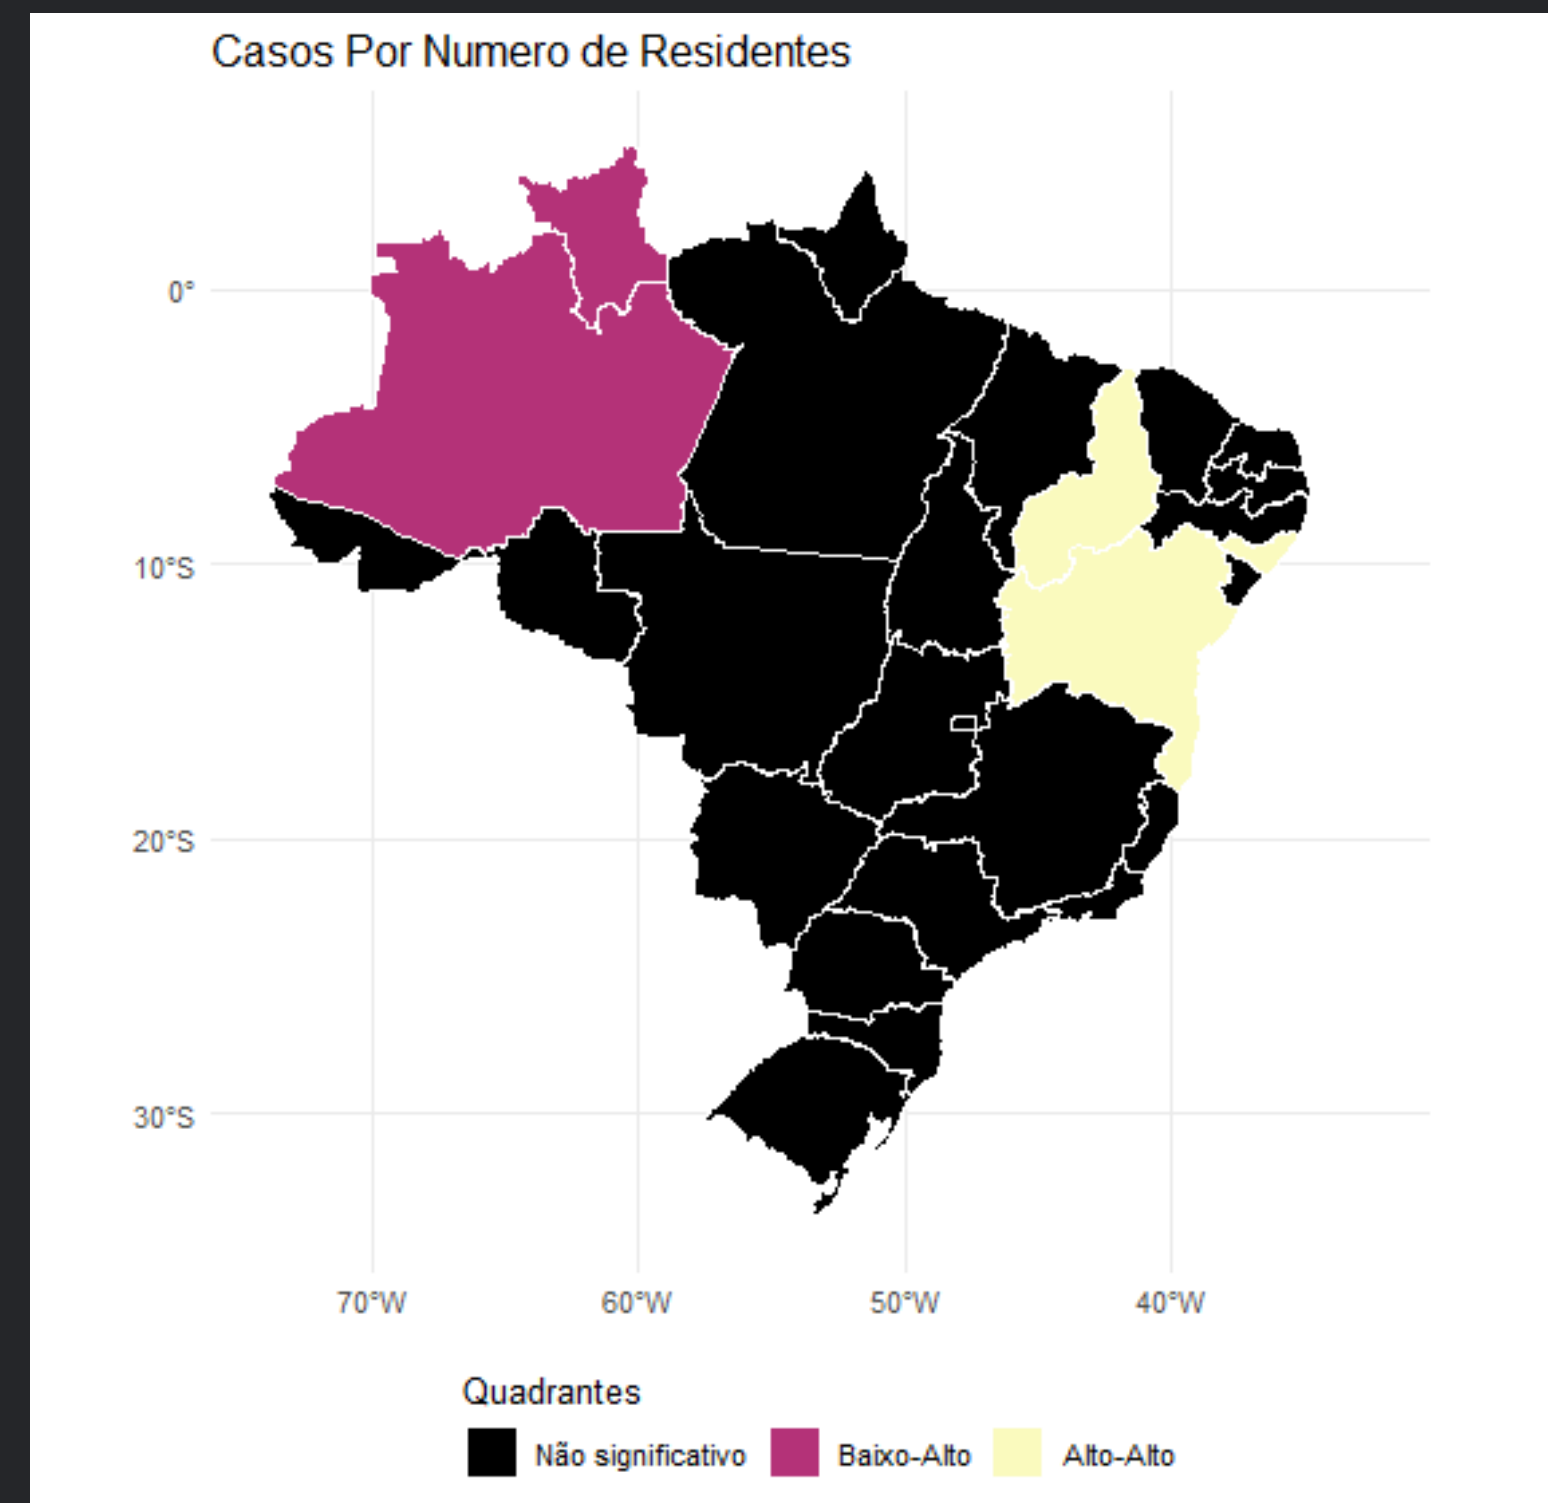 Casos Por Numero de Residentes
0°
10°S
20°S
30°S
70°W 60°W 50°W 40°W
Quadrantes
Não significativo Baixo-Alto Alto-Alto